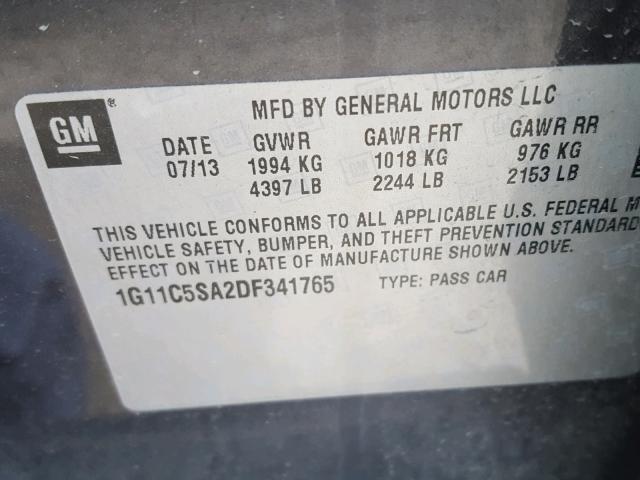 GM®
MFD BY GENERAL MOTORS LLC
DATE GVWR GAWR FRT GAWR RR
07/13 1994 KG 1018 KG 976 KG
4397 LB 2244 LB 2153 LB
THIS VEHICLE CONFORMS TO ALL APPLICABLE U.S. FEDERAL M
VEHICLE SAFETY, BUMPER, AND THEFT PREVENTION STANDARD
EFFECT ON THE DATE OF MANUFACTURE SHOWN ABOVE.
1G11C5SA2DF341765 TYPE: PASS CAR